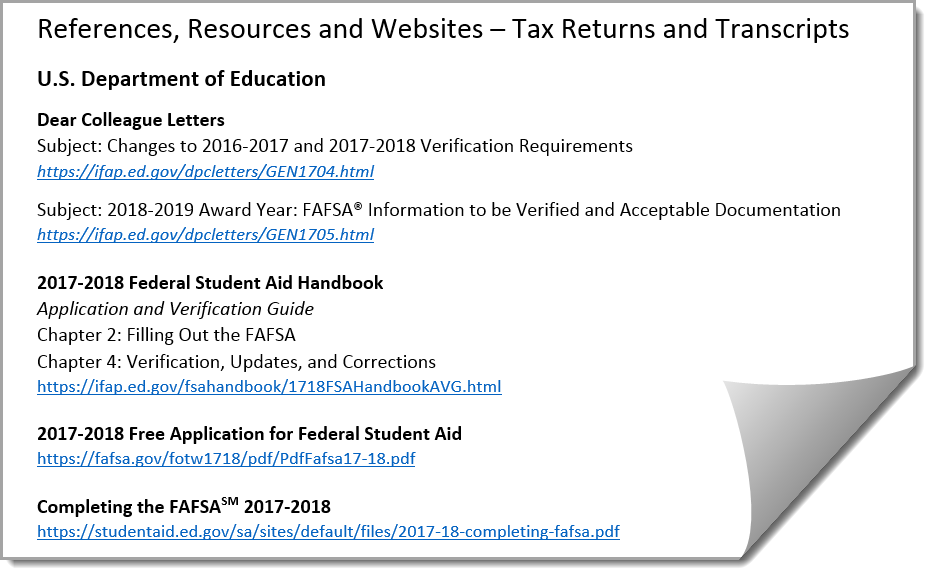 References, Resources and Websites – Tax Returns and Transcripts
U.S. Department of Education
Dear Colleague Letters
Subject: Changes to 2016-2017 and 2017-2018 Verification Requirements
https://ifap.ed.gov/dpcletters/GEN1704.html
Subject: 2018-2019 Award Year: FAFSA® Information to be Verified and Acceptable Documentation
https://ifap.ed.gov/dpcletters/GEN1705.html
2017-2018 Federal Student Aid Handbook
Application and Verification Guide
Chapter 2: Filling Out the FAFSA
Chapter 4: Verification, Updates, and Corrections
https://ifap.ed.gov/fsahandbook/1718FSAHandbookAVG.html
2017-2018 Free Application for Federal Student Aid
https://fafsa.gov/fotw1718/pdf/PdfFafsa17-18.pdf
Completing the FAFSA℠ 2017-2018
https://studentaid.ed.gov/sa/sites/default/files/2017-18-completing-fafsa.pdf